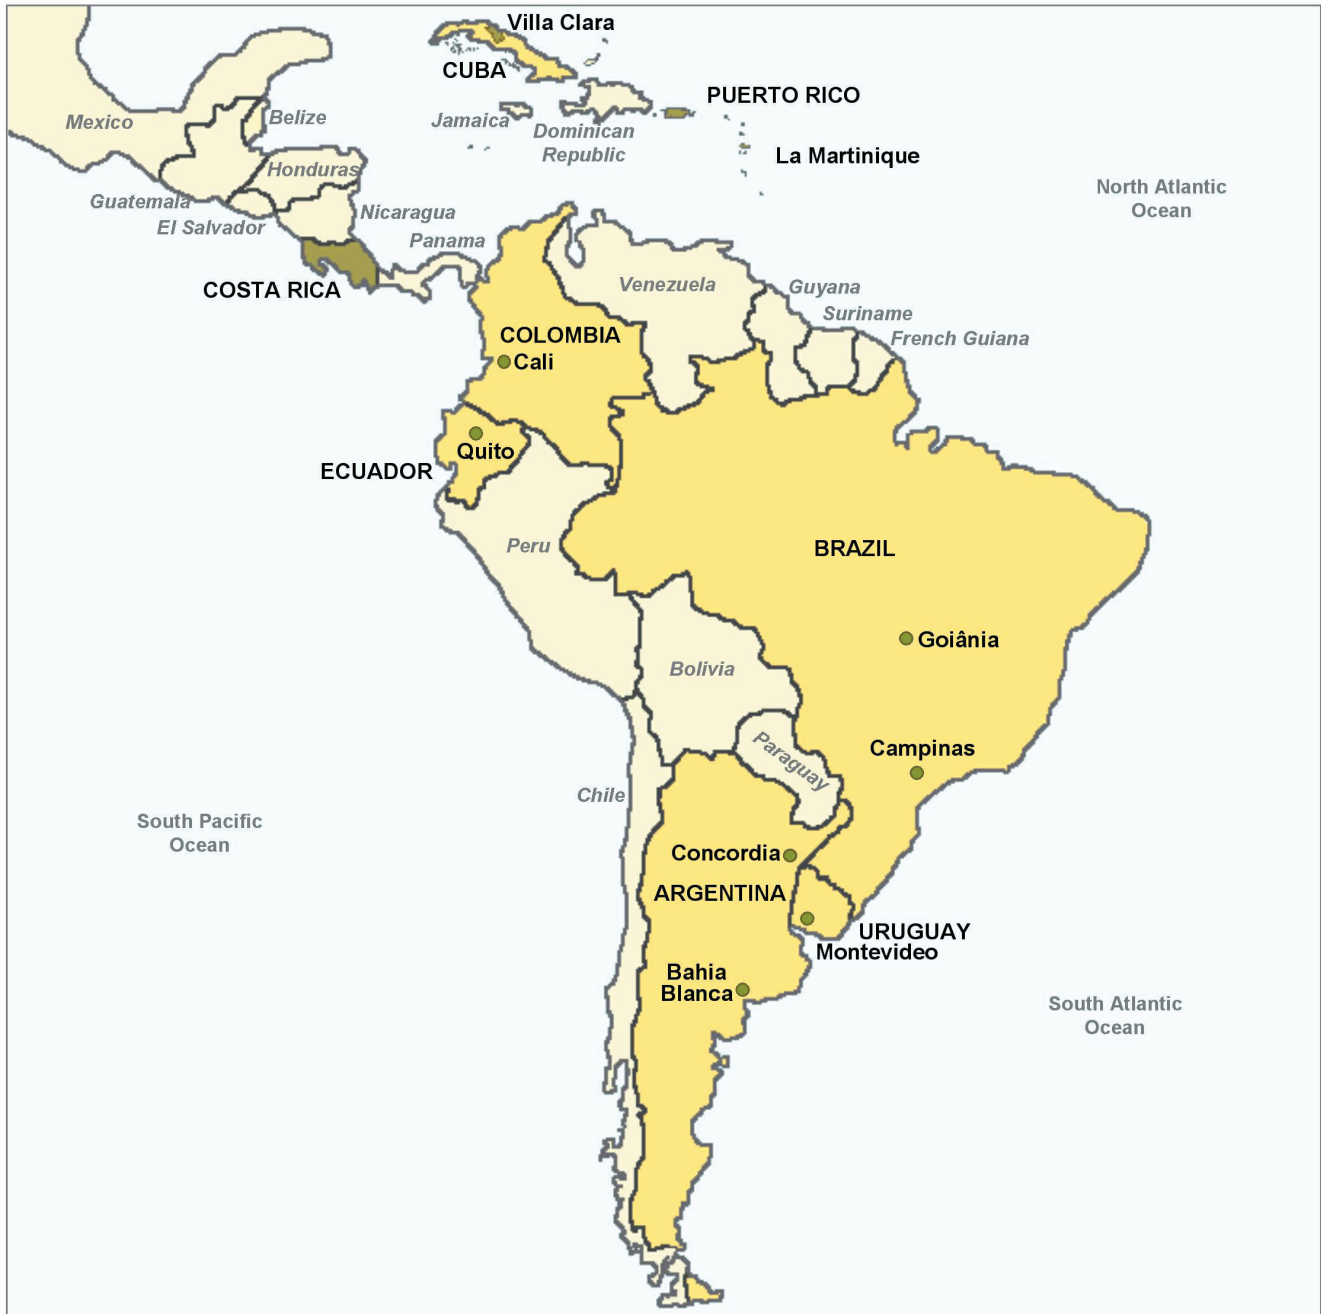 Villa Clara
CUBA
PUERTO RICO
Mexico
Belize
Jamaica
Dominican
Republic
La Martinique
Honduras
North Atlantic
Ocean
Guatemala
El Salvador
Nicaragua
Panama
COSTA RICA
Venezuela
Guyana
Suriname
French Guiana
COLOMBIA
Cali
Quito
ECUADOR
Peru
BRAZIL
Goiânia
Bolivia
Campinas
Paraguay
Chile
South Pacific
Ocean
Concordia
ARGENTINA
URUGUAY
Montevideo
Bahia
Blanca
South Atlantic
Ocean